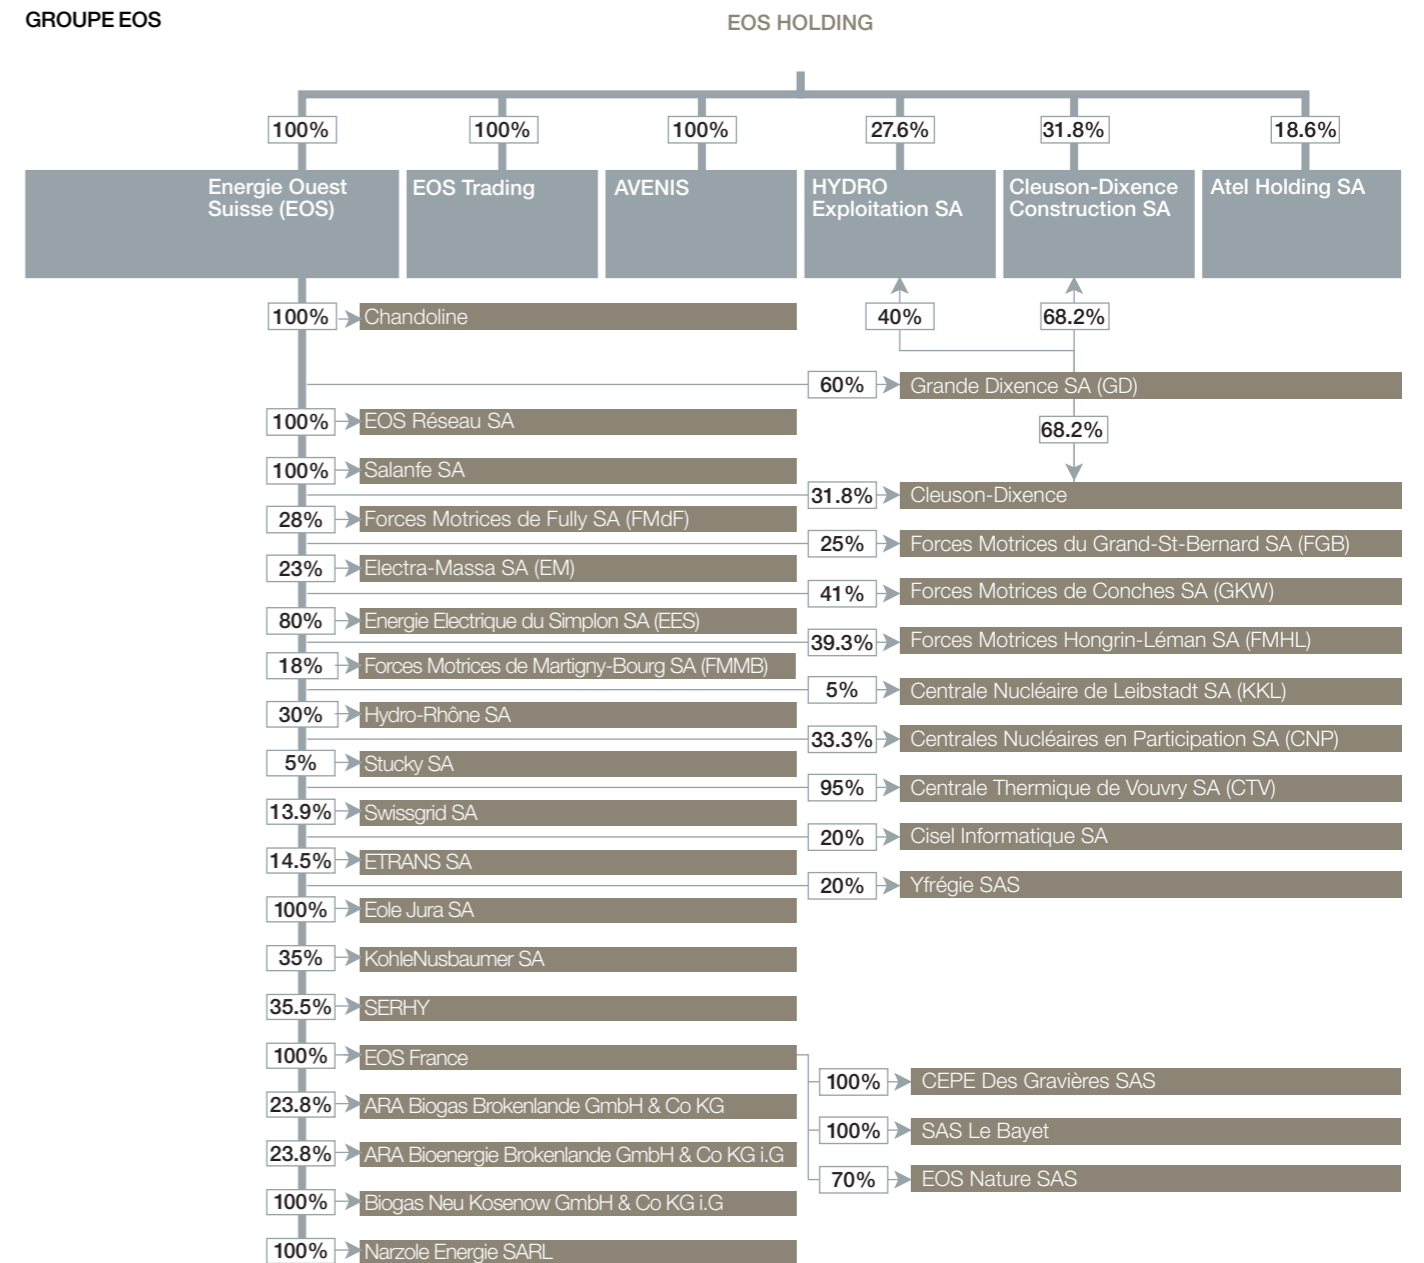 GROUPE EOS
EOS HOLDING
100%
100%
100%
27.6%
31.8%
18.6%
Energie Ouest
Suisse (EOS)
EOS Trading
AVENIS
HYDRO
Exploitation SA
Cleuson-Dixence
Construction SA
Atel Holding SA
100% Chandoline
40%
68.2%
60% Grande Dixence SA (GD)
100% EOS Réseau SA
68.2%
100% Salanfe SA
31.8% Cleuson-Dixence
28% Forces Motrices de Fully SA (FMdF)
25% Forces Motrices du Grand-St-Bernard SA (FGB)
23% Electra-Massa SA (EM)
41% Forces Motrices de Conches SA (GKW)
80% Energie Electrique du Simplon SA (EES)
39.3% Forces Motrices Hongrin-Léman SA (FMHL)
18% Forces Motrices de Martigny-Bourg SA (FMMB)
5% Centrale Nucléaire de Leibstadt SA (KKL)
30% Hydro-Rhône SA
33.3% Centrales Nucléaires en Participation SA (CNP)
5% Stucky SA
95% Centrale Thermique de Vouvry SA (CTV)
13.9% Swissgrid SA
20% Cisel Informatique SA
14.5% ETRANS SA
20% Yfrégie SAS
100% Eole Jura SA
35% KohleNusbaumer SA
35.5% SERHY
100% EOS France
100% CEPE Des Gravières SAS
23.8% ARA Biogas Brokenlande GmbH & Co KG
100% SAS Le Bayet
23.8% ARA Bioenergie Brokenlande GmbH & Co KG i.G
70% EOS Nature SAS
100% Biogas Neu Kosenow GmbH & Co KG i.G
100% Narzole Energie SARL